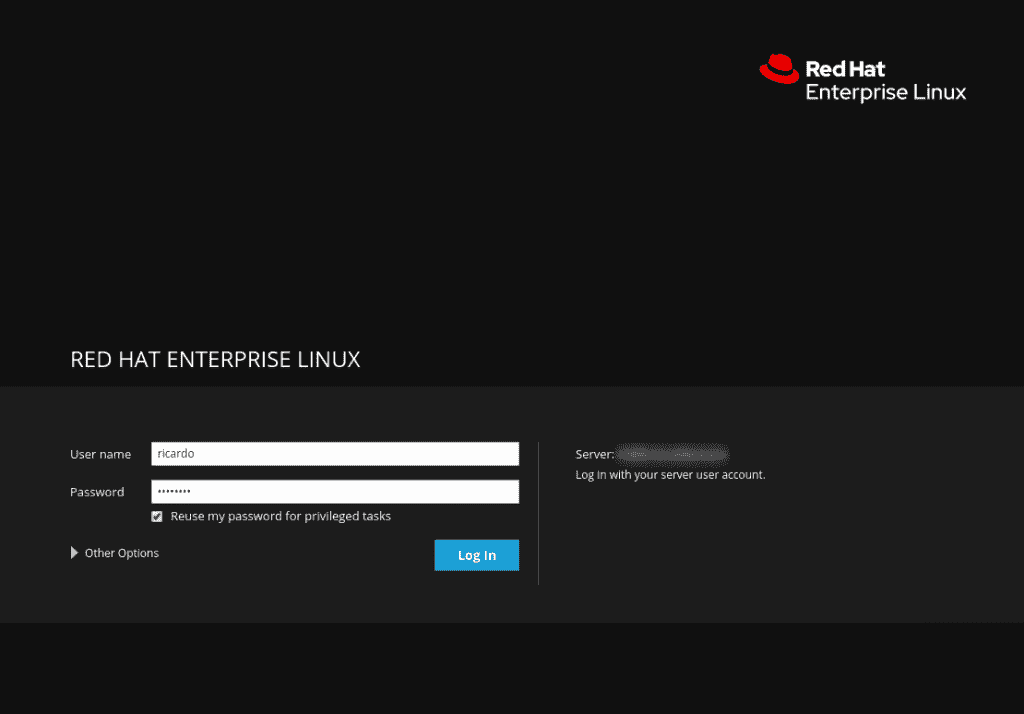 Red Hat
Enterprise Linux
RED HAT ENTERPRISE LINUX
User name ricardo
Password ••••••••
Reuse my password for privileged tasks
Other Options
Log In
Server:
Log in with your server user account.